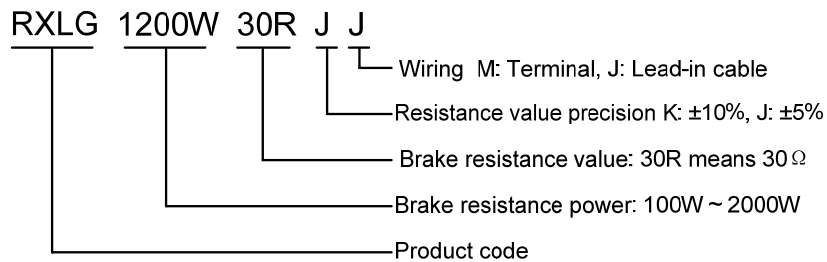 RXLG 1200W 30R J J
Wiring M: Terminal, J: Lead-in cable
Resistance value precision K: ±10%, J: ±5%
Brake resistance value: 30R means 30Ω
Brake resistance power: 100W ~ 2000W
Product code